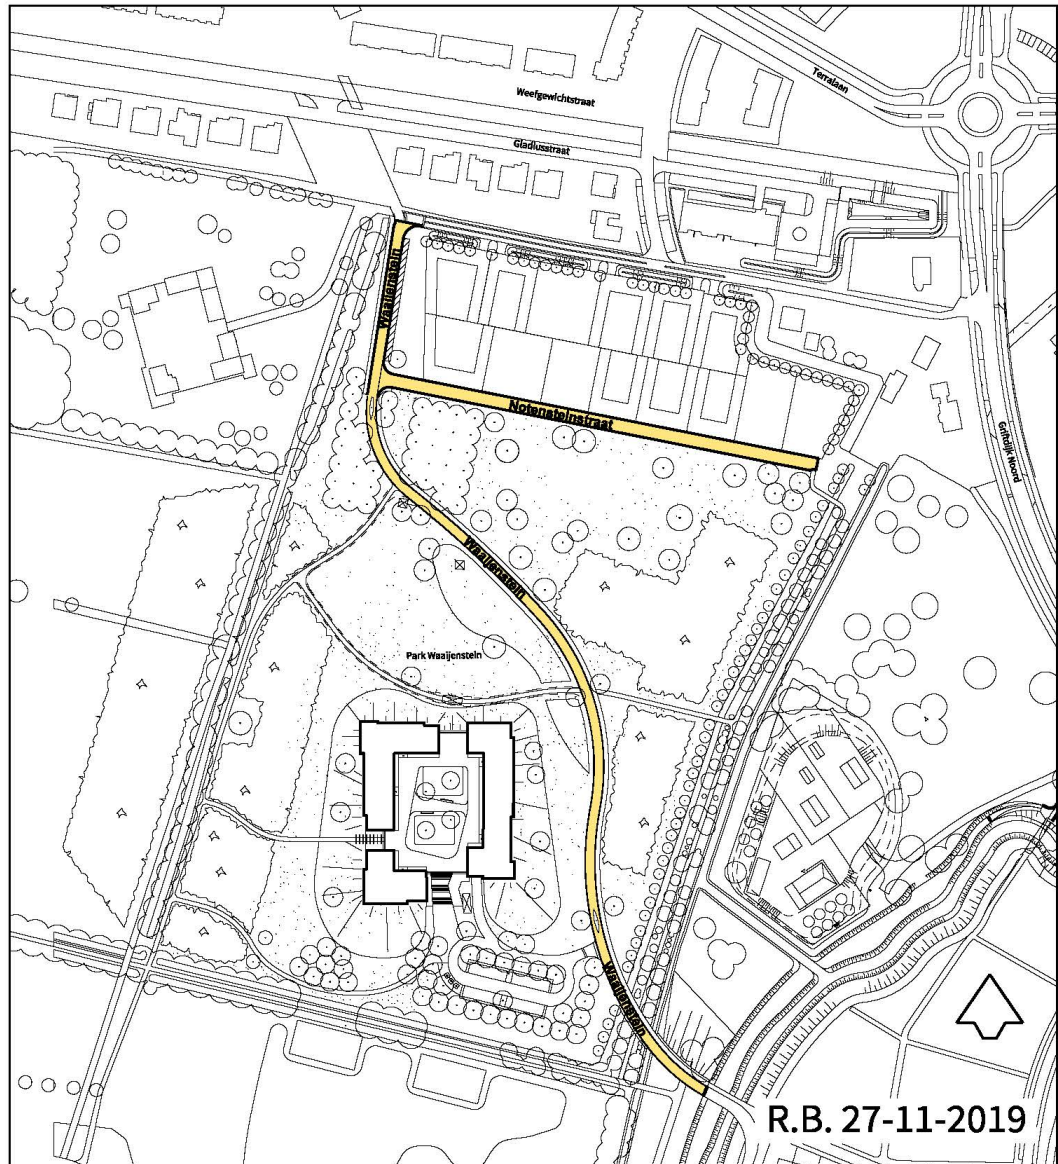 Terralaan
Weefgewichtstraat
Gladiusstraat
Waaijenstein
Notensteinstraat
Griftdijk Noord
Waaijenstein
Park Waaijenstein
Waaijenstein
R.B. 27-11-2019